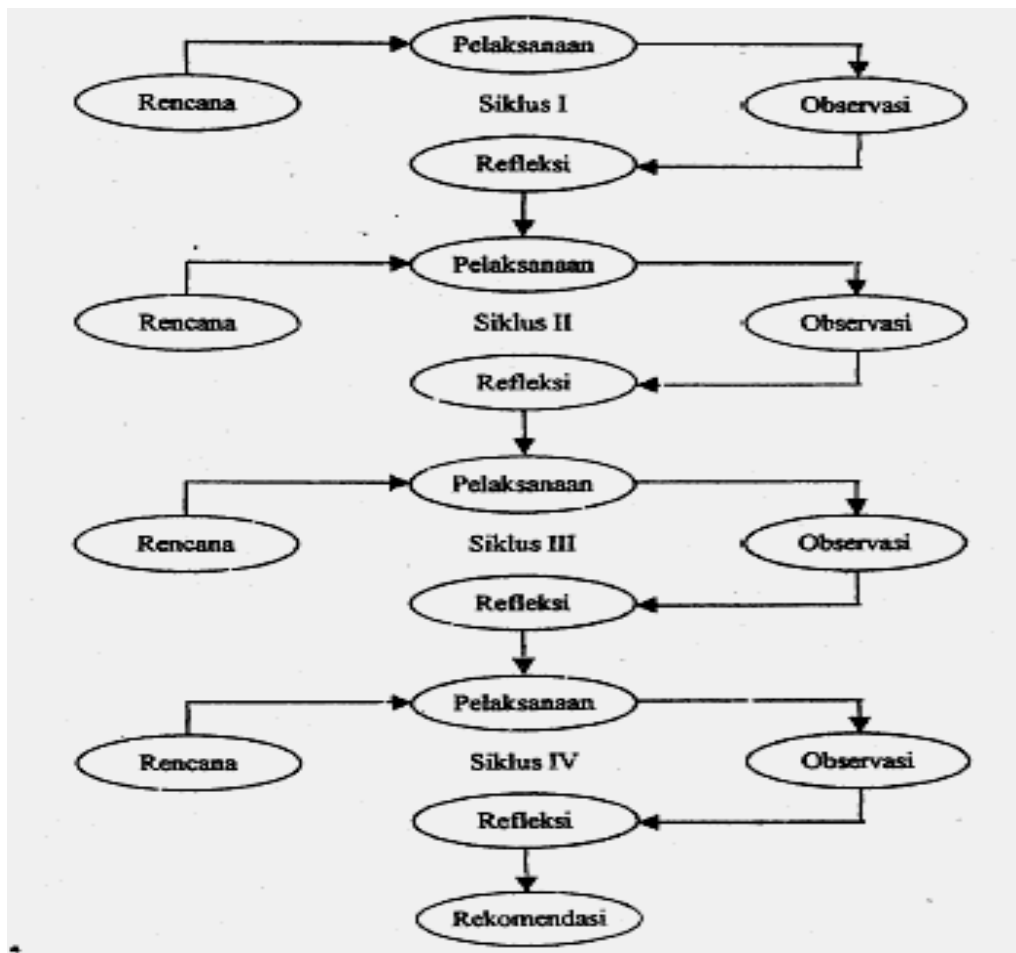 Pelaksanaan
Rencana
Siklus I
Observasi
Refleksi
Pelaksanaan
Rencana
Siklus II
Observasi
Refleksi
Pelaksanaan
Rencana
Siklus III
Observasi
Refleksi
Pelaksanaan
Rencana
Siklus IV
Observasi
Refleksi
Rekomendasi